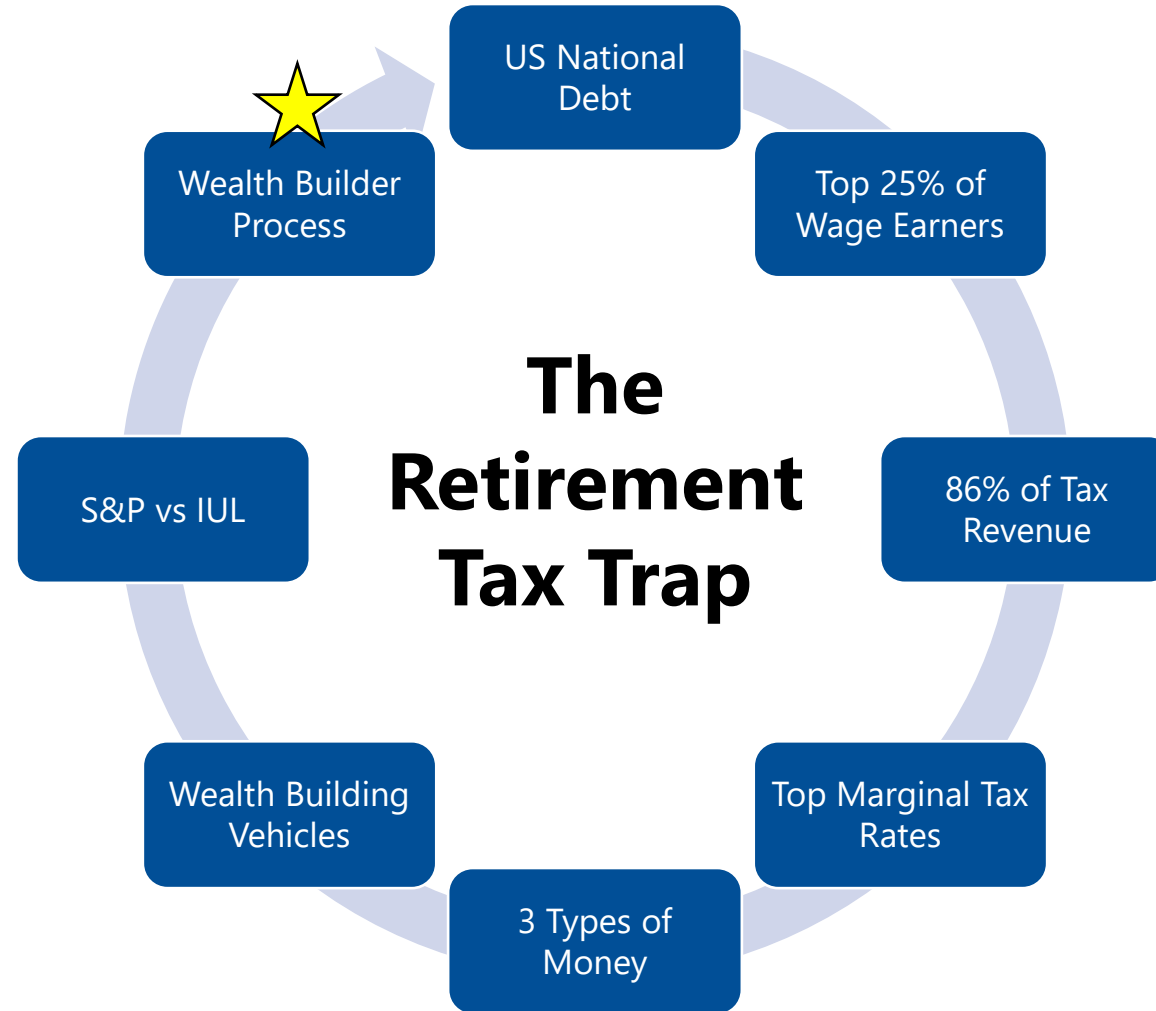 US National
Debt
Top 25% of
Wage Earners
86% of Tax
Revenue
Top Marginal Tax
Rates
3 Types of
Money
Wealth Building
Vehicles
S&P vs IUL
Wealth Builder
Process
The
Retirement
Tax Trap